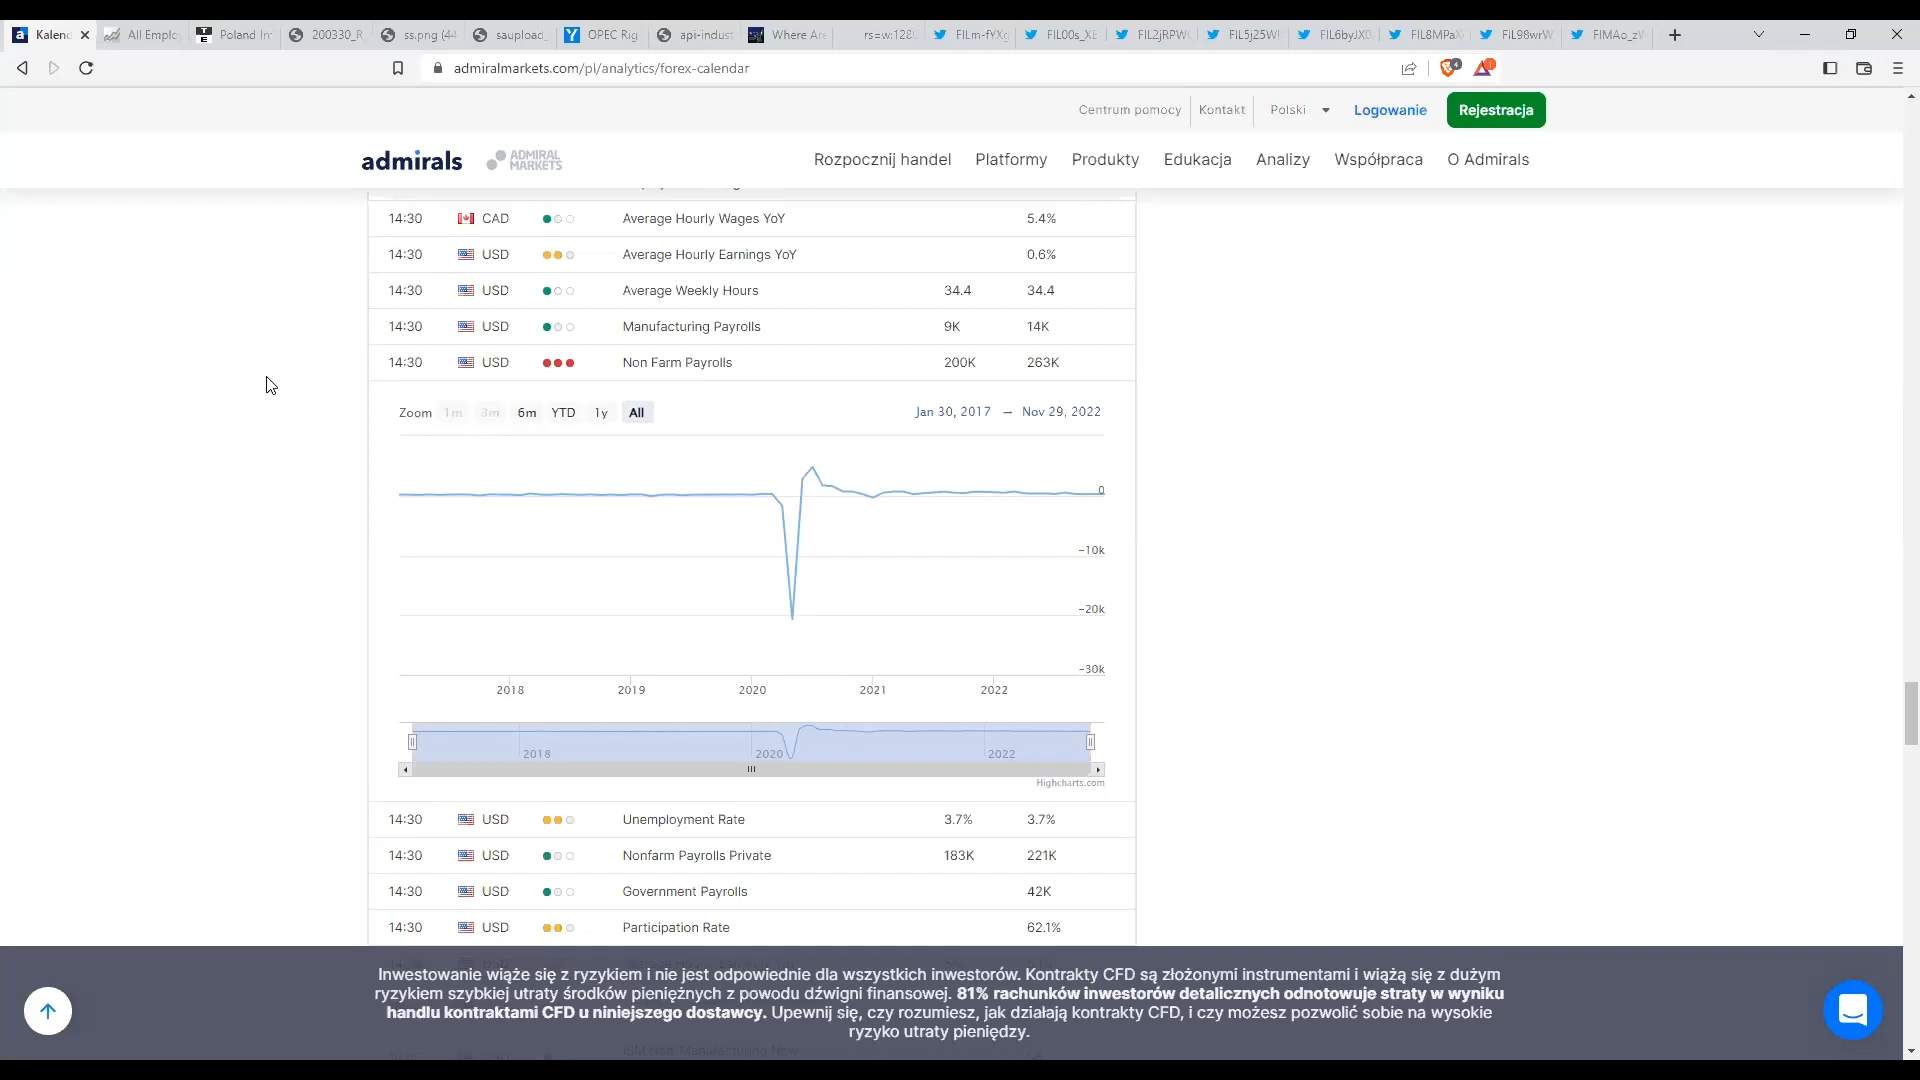 Kalend
All Emplo
Poland In
200330_R
ss.png (44
saupload_
OPEC Rig
api-indust
Where Are
rs=w:1280
admiralmarkets.com/pl/analytics/forex-calendar
Centrum pomocy
Kontakt
Polski
Logowanie
Rejestracja
admirals
ADMIRAL
MARKETS
Rozpocznij handel
Platformy
Produkty
Edukacja
Analizy
Współpraca
O Admirals
14:30 CAD Average Hourly Wages YoY 5.4%
14:30 USD Average Hourly Earnings YoY 0.6%
14:30 USD Average Weekly Hours 34.4 34.4
14:30 USD Manufacturing Payrolls 9K 14K
14:30 USD Non Farm Payrolls 200K 263K
Zoom 1m 3m 6m YTD 1y All Jan 30, 2017 – Nov 29, 2022
0
-10k
-20k
-30k
2018 2019 2020 2021 2022
2018 2020 2022
Highcharts.com
14:30 USD Unemployment Rate 3.7% 3.7%
14:30 USD Nonfarm Payrolls Private 183K 221K
14:30 USD Government Payrolls 42K
14:30 USD Participation Rate 62.1%
Inwestowanie wiąże się z ryzykiem i nie jest odpowiednie dla wszystkich inwestorów. Kontrakty CFD są złożonymi instrumentami i wiążą się z dużym
ryzykiem szybkiej utraty środków pieniężnych z powodu dźwigni finansowej. 81% rachunków inwestorów detalicznych odnotowuje straty w wyniku
handlu kontraktami CFD u niniejszego dostawcy. Upewnij się, czy rozumiesz, jak działają kontrakty CFD, i czy możesz pozwolić sobie na wysokie
ryzyko utraty pieniędzy.